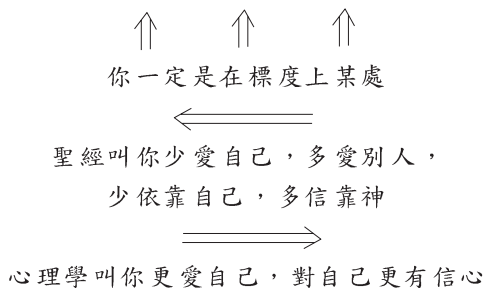 你一定是在標度上某處
聖經叫你少愛自己，多愛別人，
少依靠自己，多信靠神
心理學叫你更愛自己，對自己更有信心